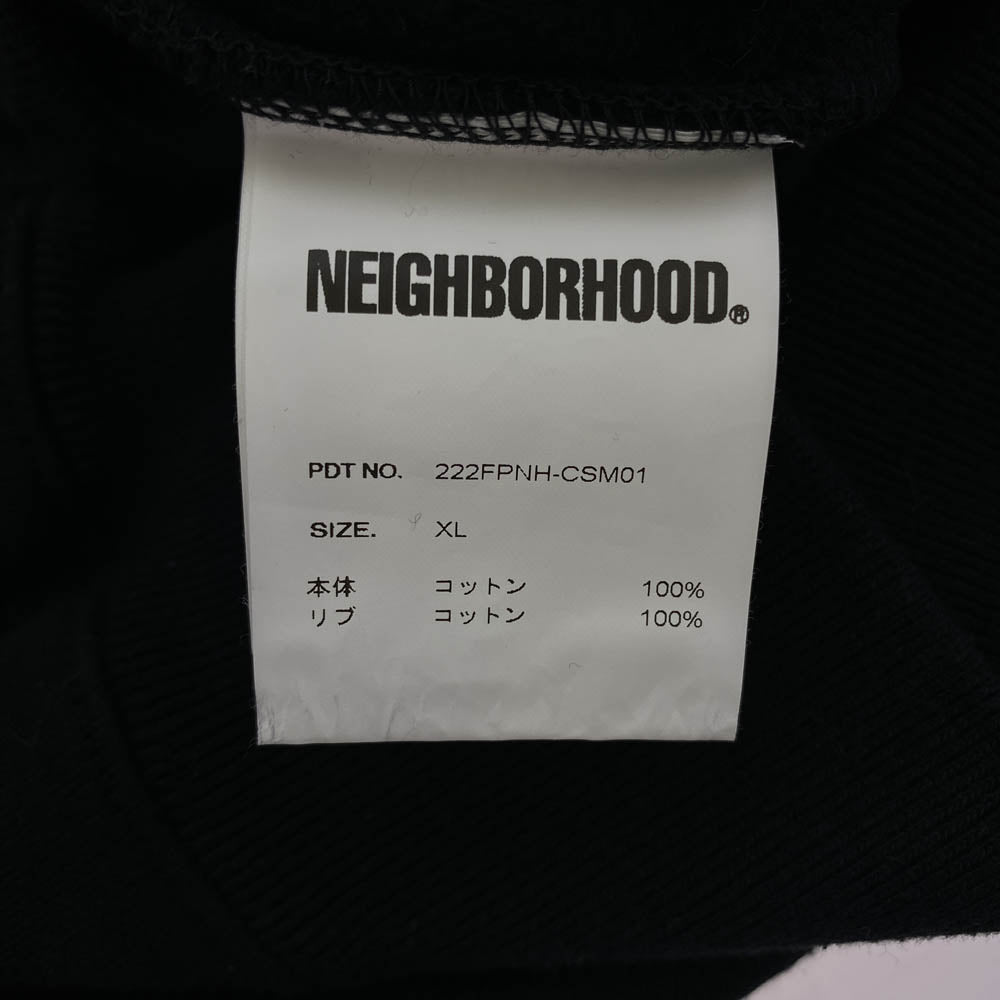 NEIGHBORHOOD®
PDT NO. 222FPNH-CSM01
SIZE. XL
本体 コットン 100%
リブ コットン 100%